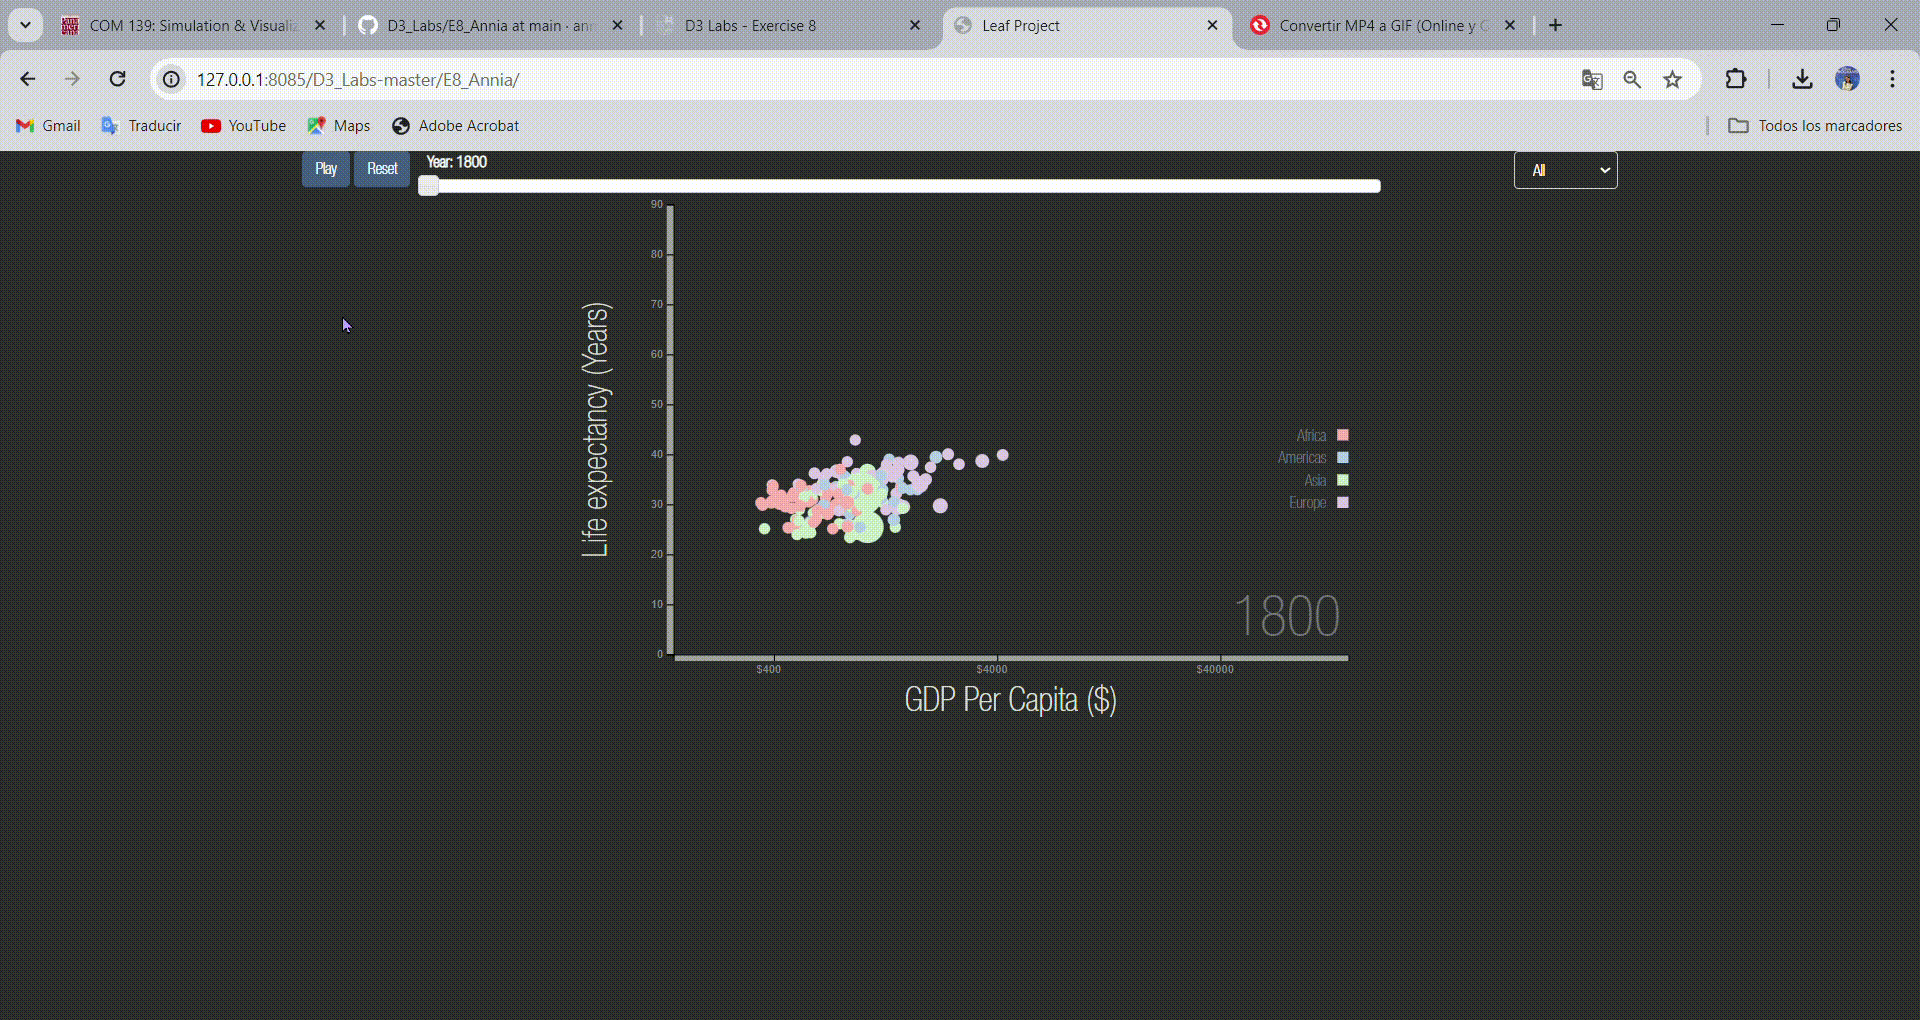 COM 139: Simulation & Visualiz
D3_Labs/E8_Annia at main · ann
D3 Labs - Exercise 8
Leaf Project
Convertir MP4 a GIF (Online y G
127.0.0.1:8085/D3_Labs-master/E8_Annia/
Gmail
Traducir
YouTube
Maps
Adobe Acrobat
Todos los marcadores
Play
Reset
Year: 1800
All
90
80
70
60
50
40
30
20
10
0
Life expectancy (Years)
Africa
Americas
Asia
Europe
1800
$400
$4000
$40000
GDP Per Capita ($)